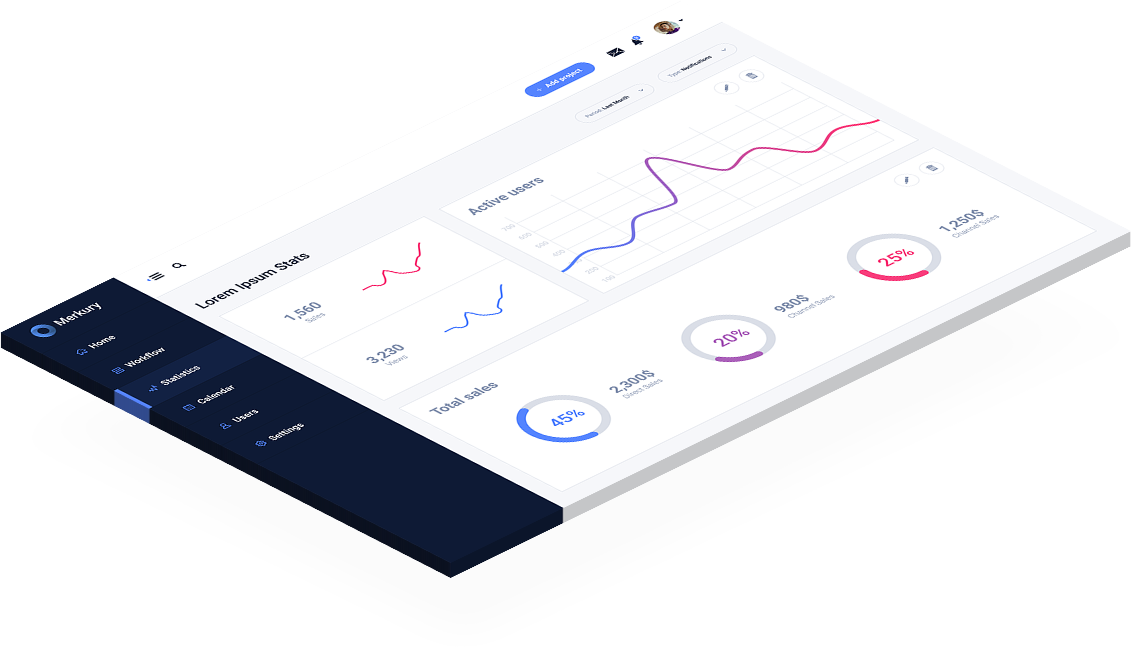 + Add project
Period: Last Month
Type: Notifications
Merkury
Home
Workflow
Statistics
Calendar
Users
Settings
Lorem Ipsum Stats
1,560
Sales
3,230
Views
Active users
700
600
500
400
200
100
Total sales
45%
2,300$
Direct Sales
20%
980$
Channel Sales
25%
1,250$
Channel Sales